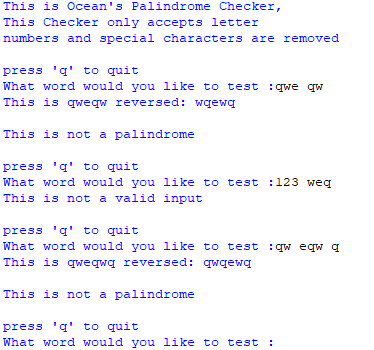 This is Ocean's Palindrome Checker,
This Checker only accepts letter
numbers and special characters are removed
press 'q' to quit
What word would you like to test :qwe qw
This is qweqw reversed: wqewq
This is not a palindrome
press 'q' to quit
What word would you like to test :123 weq
This is not a valid input
press 'q' to quit
What word would you like to test :qw eqw q
This is qweqwq reversed: qwqewq
This is not a palindrome
press 'q' to quit
What word would you like to test :